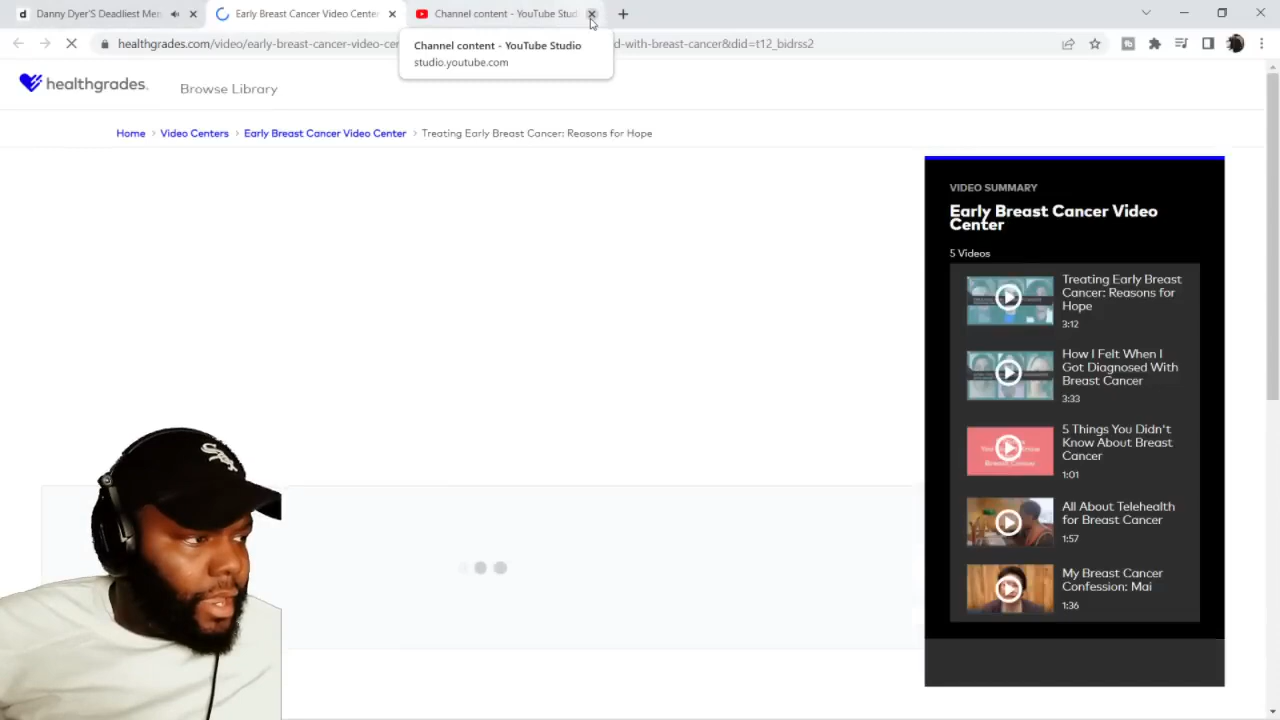 Danny Dyer's Deadliest Men
Early Breast Cancer Video Center
Channel content - YouTube Stud
healthgrades.com/video/early-breast-cancer-video-cen
d-with-breast-cancer&did=t12_bidrss2
Channel content - YouTube Studio
studio.youtube.com
healthgrades.
Browse Library
Home > Video Centers > Early Breast Cancer Video Center > Treating Early Breast Cancer: Reasons for Hope
VIDEO SUMMARY
Early Breast Cancer Video
Center
5 Videos
Treating Early Breast
Cancer: Reasons for
Hope
3:12
How I Felt When I
Got Diagnosed With
Breast Cancer
3:33
5 Things You Didn't
Know About Breast
Cancer
1:01
All About Telehealth
for Breast Cancer
1:57
My Breast Cancer
Confession: Mai
1:36